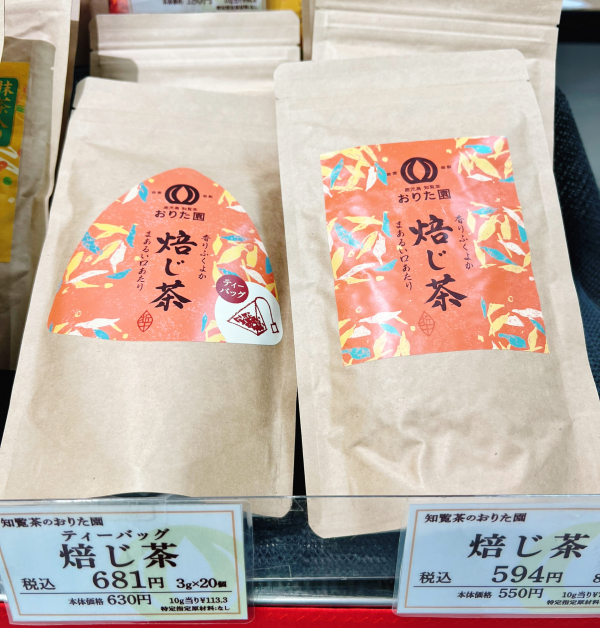 抹茶入り
おりた園
香りふくよか
焙じ茶
まあるい口あたり
ティー
バッグ
鹿児島 知覧茶
おりた園
香りふくよか
焙じ茶
まあるい口あたり
知覧茶のおりた園
ティーバッグ
焙じ茶
税込 681円 3g×20個
本体価格 630円 10g当り¥113.3
特定指定原材料:なし
知覧茶のおりた園
焙じ茶
税込 594円 8
本体価格 550円 10g当り¥
特定指定原材料:な